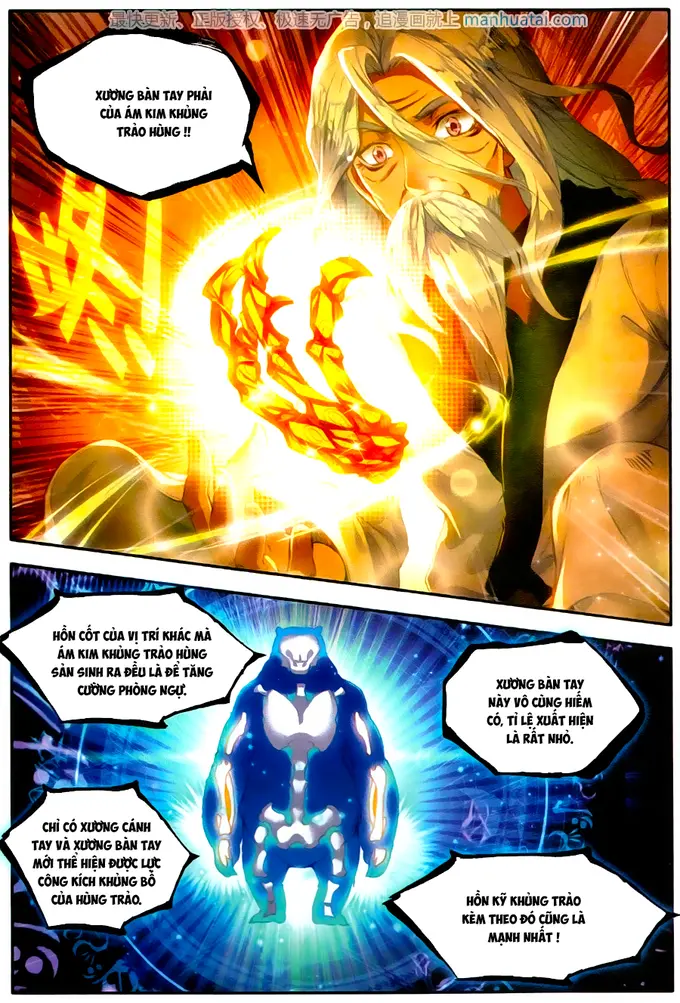 最快更新、正版授权、极速无广告，追漫画就上 manhuatai.com
XƯƠNG BÀN TAY PHẢI
CỦA ÁM KIM KHỦNG
TRẢO HÙNG !!
HỒN CỐT CỦA VỊ TRÍ KHÁC MÀ
ÁM KIM KHỦNG TRẢO HÙNG
SẢN SINH RA ĐỀU LÀ ĐỂ TĂNG
CƯỜNG PHÒNG NGỰ.
XƯƠNG BÀN TAY
NÀY VÔ CÙNG HIẾM
CÓ, TỈ LỆ XUẤT HIỆN
LÀ RẤT NHỎ.
CHỈ CÓ XƯƠNG CÁNH
TAY VÀ XƯƠNG BÀN TAY
MỚI THỂ HIỆN ĐƯỢC LỰC
CÔNG KÍCH KHỦNG BỐ
CỦA HÙNG TRẢO.
HỒN KỸ KHỦNG TRẢO
KÈM THEO ĐÓ CŨNG LÀ
MẠNH NHẤT !